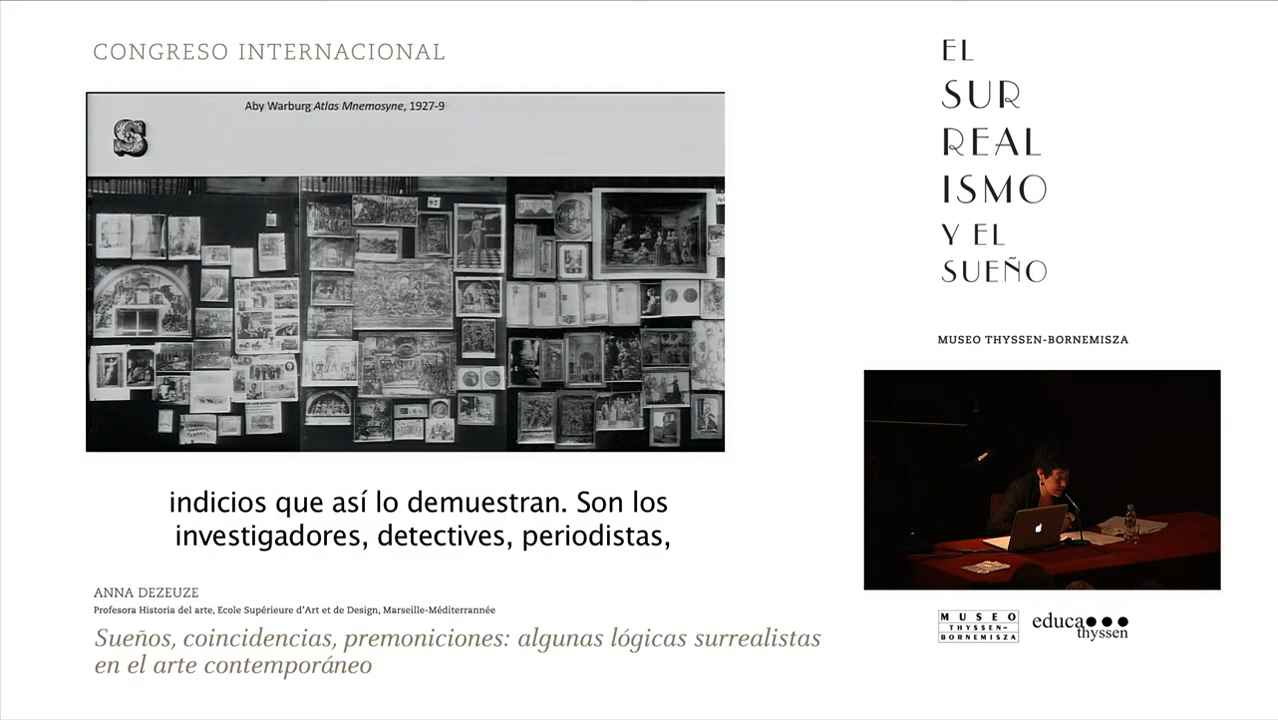 CONGRESO INTERNACIONAL
Aby Warburg Atlas Mnemosyne, 1927-9
S
indicios que así lo demuestran. Son los
investigadores, detectives, periodistas,
ANNA DEZEUZE
Profesora Historia del arte, Ecole Supérieure d'Art et de Design, Marseille-Méditerrannée
Sueños, coincidencias, premoniciones: algunas lógicas surrealistas
en el arte contemporáneo
EL
SUR
REAL
ISMO
Y EL
SUEÑO
MUSEO THYSSEN-BORNEMISZA
MUSEO
THYSSEN-
BORNEMISZA
educa
thyssen